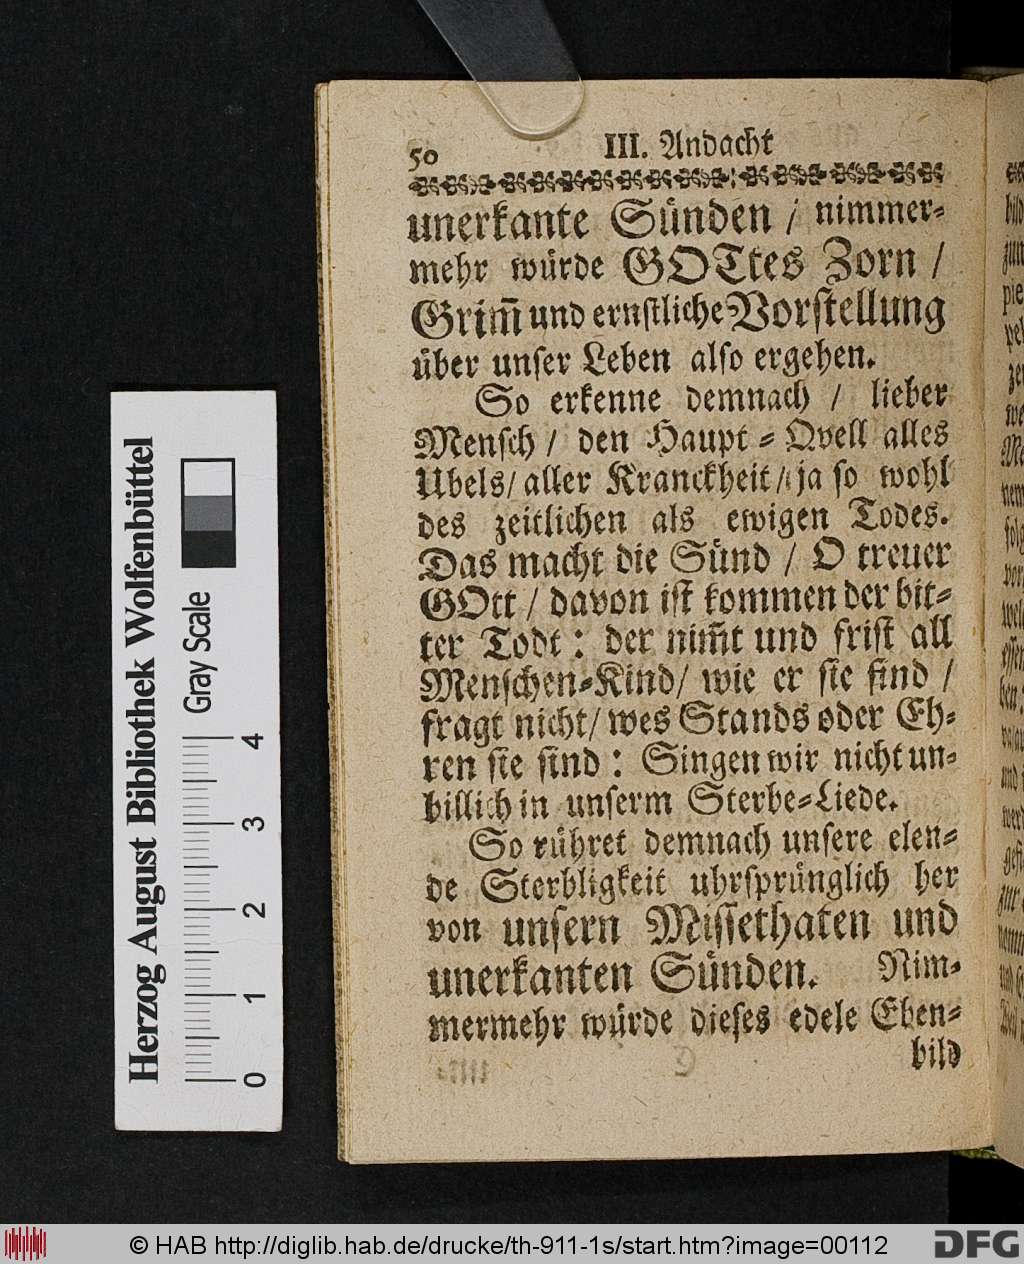 50
III. Andacht
unerkante Sünden / nimmer-
mehr würde GOTtes Zorn /
Grim̅ und ernstliche Vorstellung
über unser Leben also ergehen.
So erkenne demnach / lieber
Mensch / den Haupt-Qvell alles
Ubels / aller Kranckheit / ja so wohl
des zeitlichen als ewigen Todes.
Das macht die Sünd / O treuer
GOtt / davon ist kommen der bit-
ter Todt: der nim̅t und frist all
Menschen-Kind / wie er sie find /
fragt nicht / wes Stands oder Eh-
ren sie sind: Singen wir nicht un-
billich in unserm Sterbe-Liede.
So rühret demnach unsere elen-
de Sterbligkeit uhrsprünglich her
von unsern Missethaten und
unerkanten Sünden. Nim-
mermehr würde dieses edele Eben-
bild
Herzog August Bibliothek Wolfenbüttel
Gray Scale
0 1 2 3 4
© HAB http://diglib.hab.de/drucke/th-911-1s/start.htm?image=00112
DFG